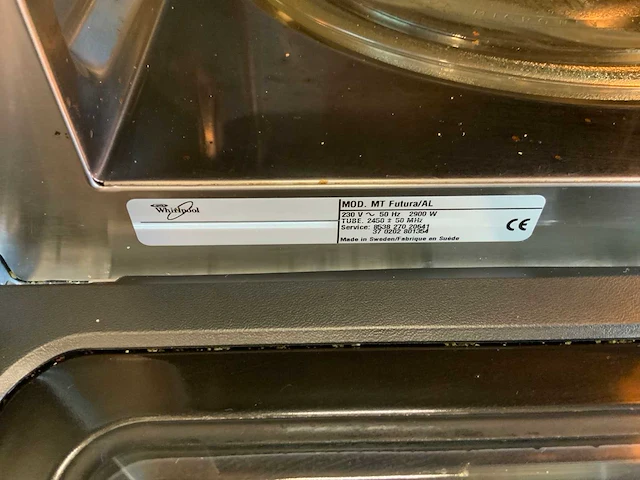 Whirlpool
MOD. MT Futura/AL
230 V ~ 50 Hz 2900 W
TUBE. 2450 ± 50 MHz
Service: 8538 270 20641
37 0202 801354
Made in Sweden/Fabrique en Suède
CE